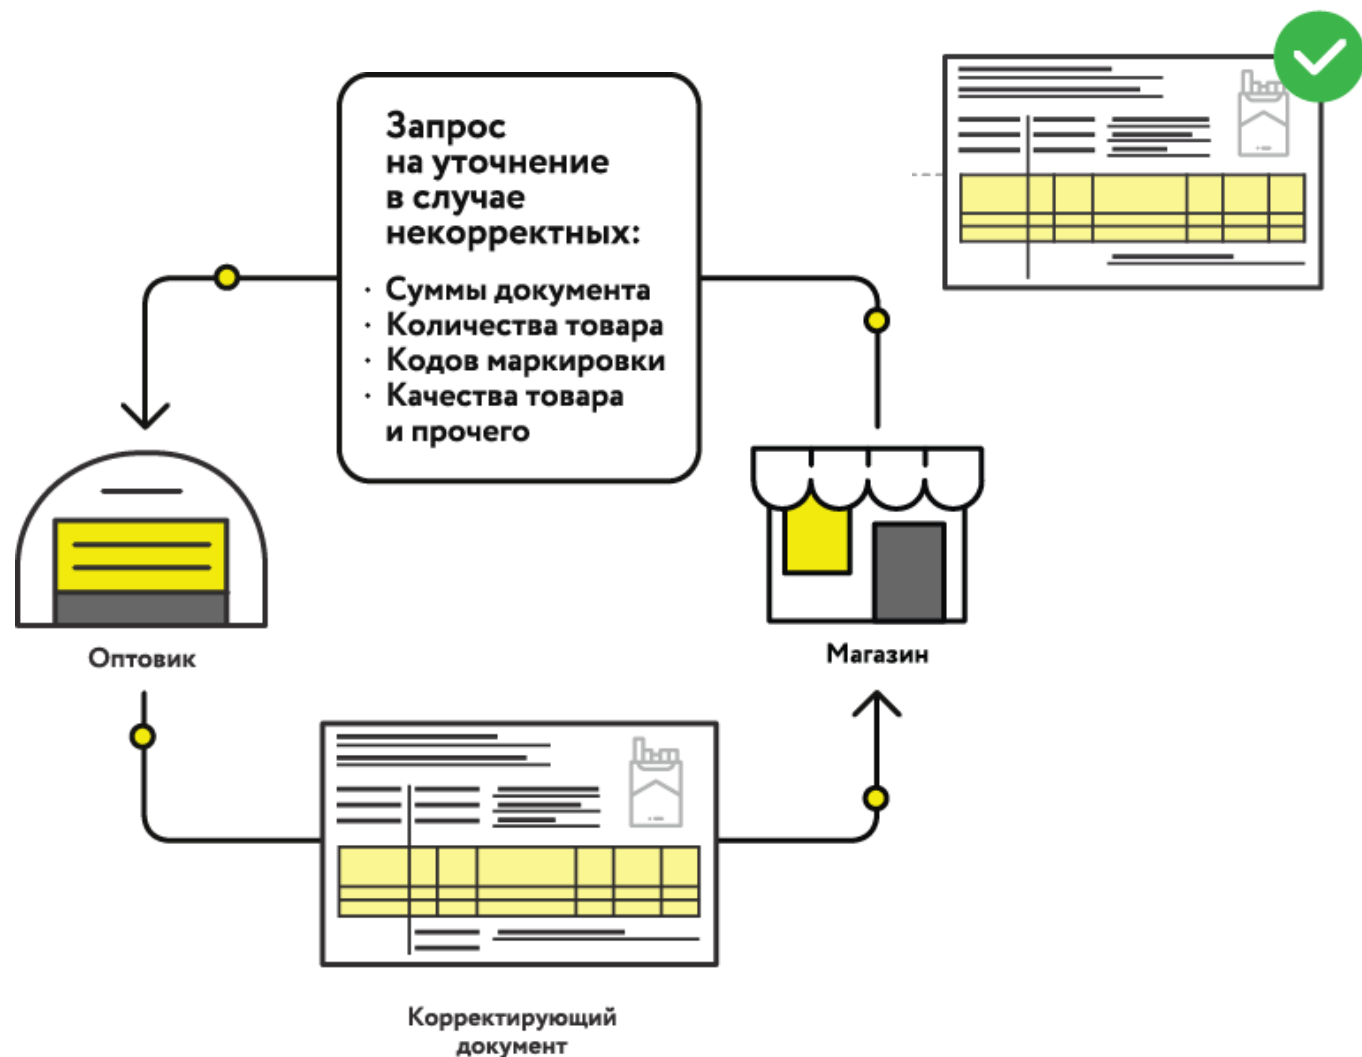 Запрос
на уточнение
в случае
некорректных:
· Суммы документа
· Количества товара
· Кодов маркировки
· Качества товара
и прочего
Оптовик
Магазин
Корректирующий
документ